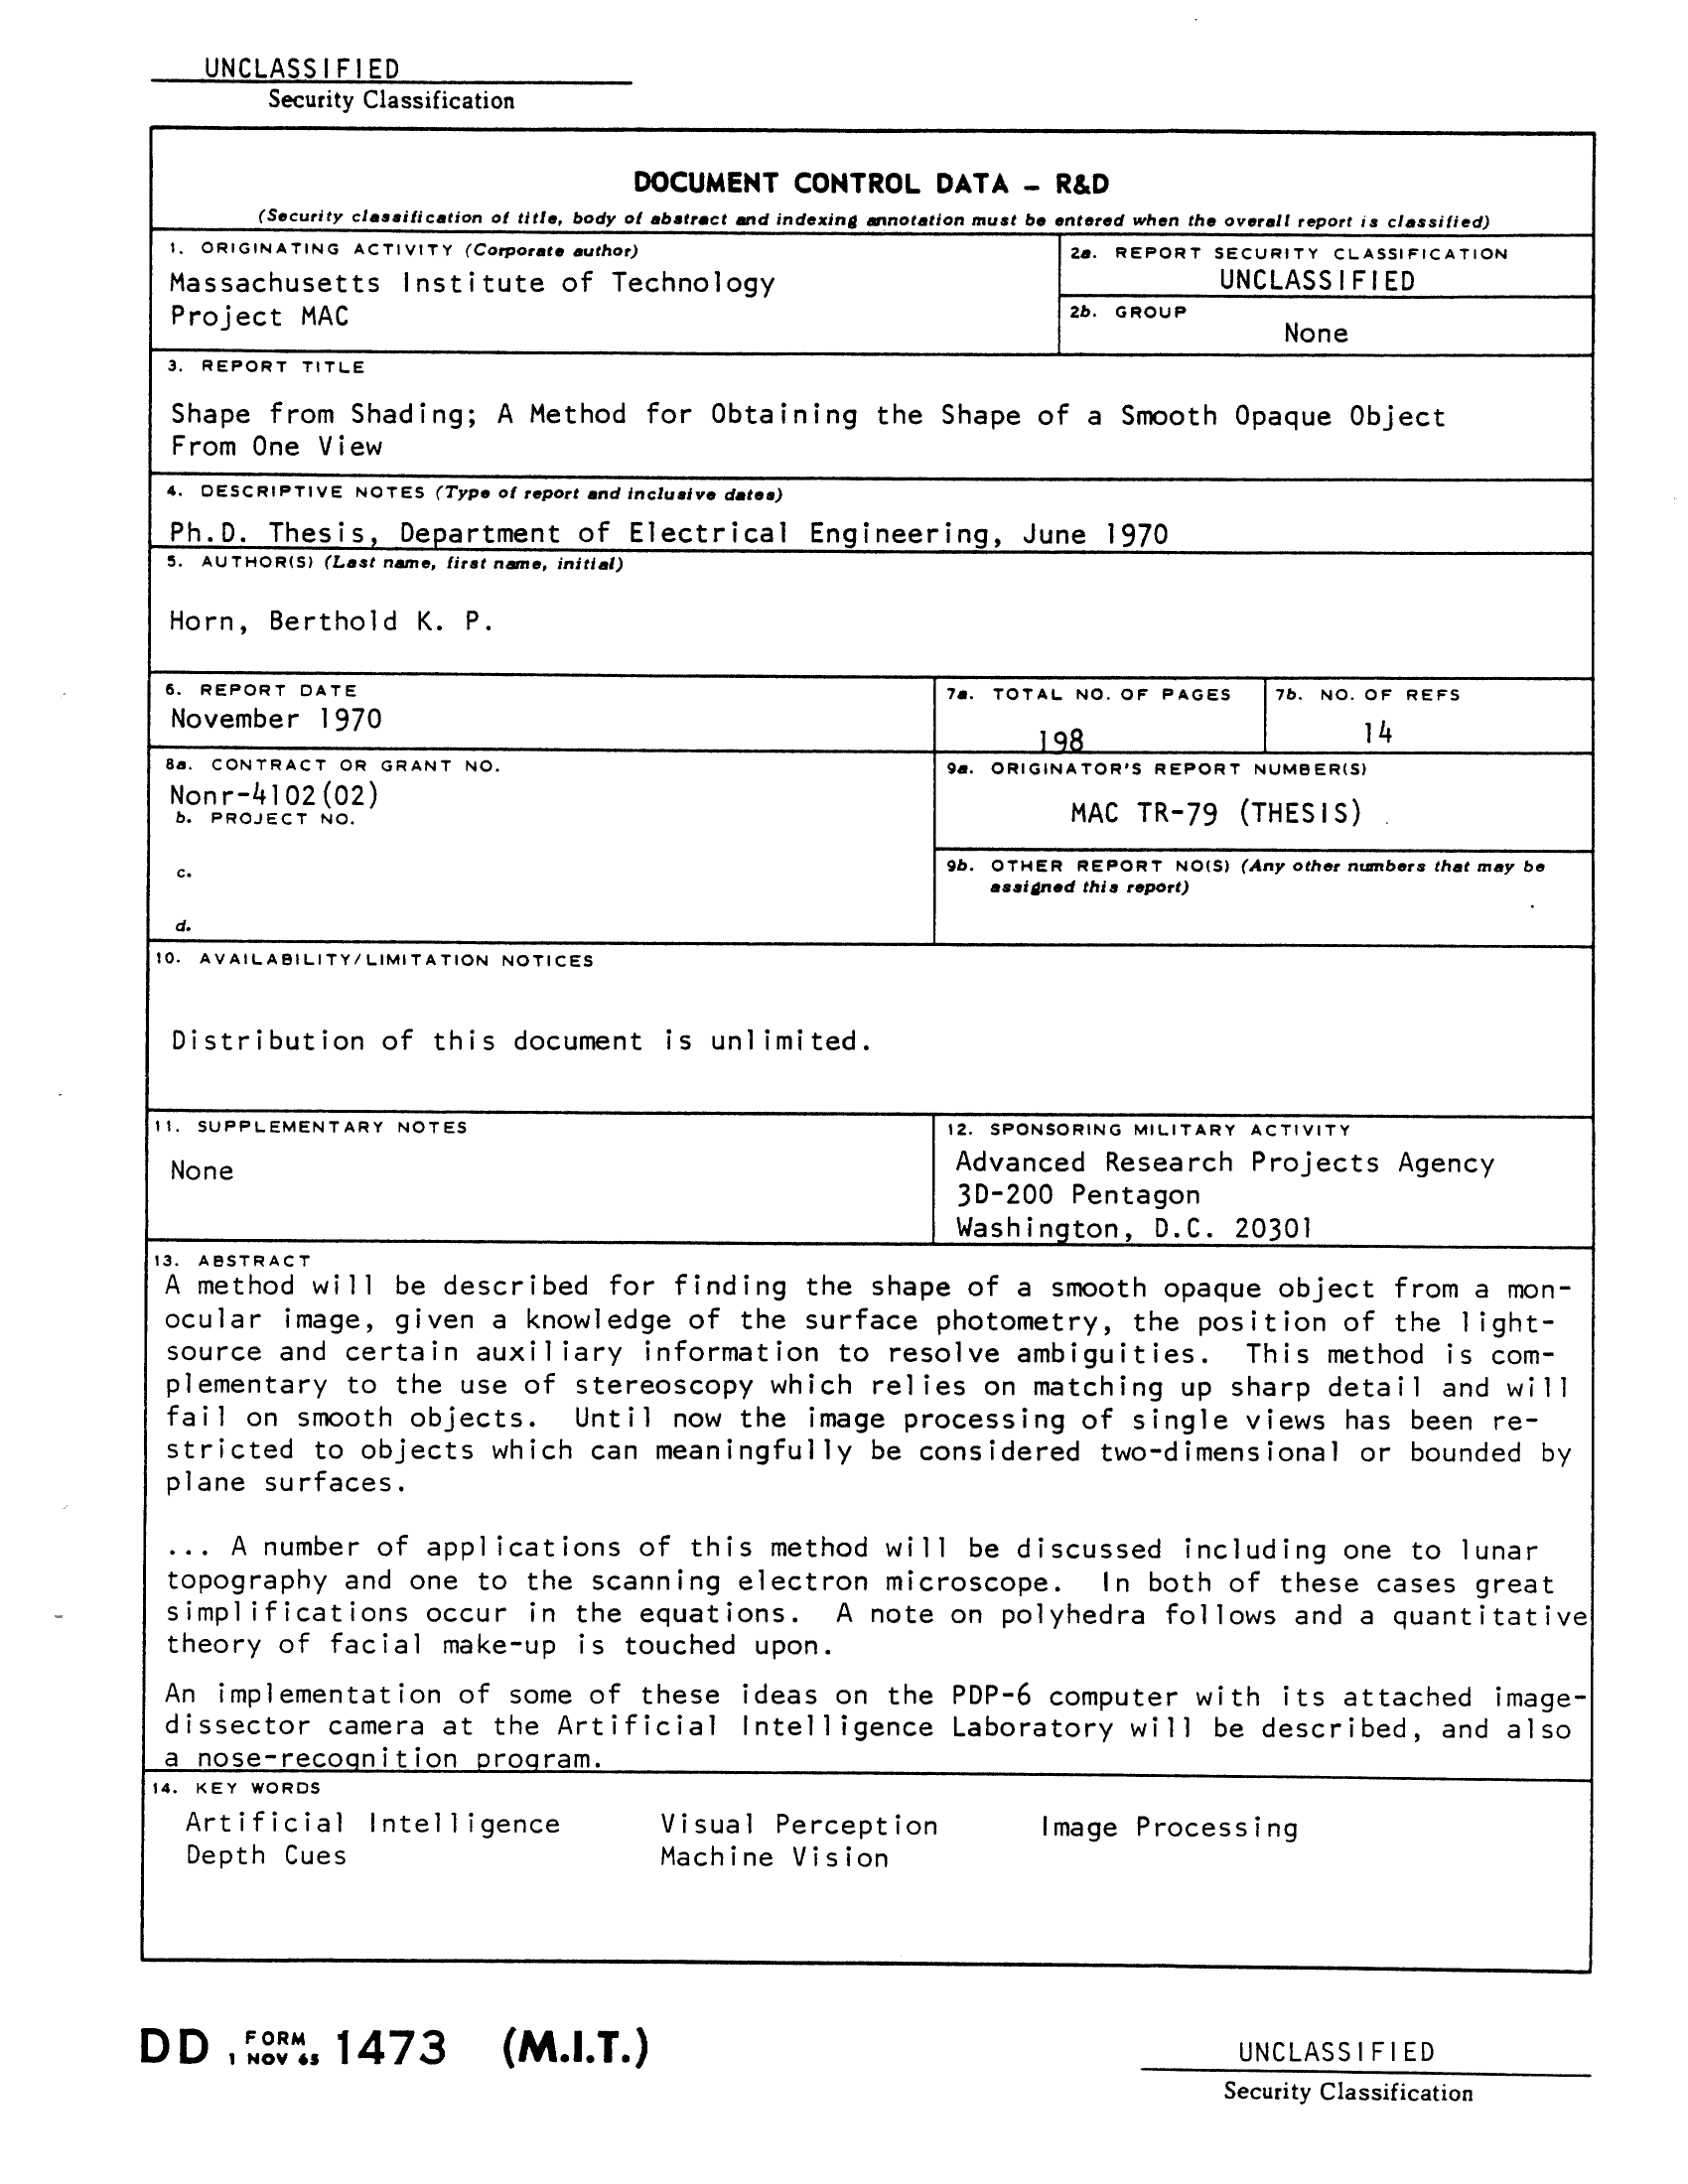 UNCLASSIFIED
Security Classification
DOCUMENT CONTROL DATA - R&D
(Security classification of title, body of abstract and indexing annotation must be entered when the overall report is classified)
1. ORIGINATING ACTIVITY (Corporate author)
Massachusetts Institute of Technology
Project MAC
2a. REPORT SECURITY CLASSIFICATION
UNCLASSIFIED
2b. GROUP
None
3. REPORT TITLE
Shape from Shading; A Method for Obtaining the Shape of a Smooth Opaque Object
From One View
4. DESCRIPTIVE NOTES (Type of report and inclusive dates)
Ph.D. Thesis, Department of Electrical Engineering, June 1970
5. AUTHOR(S) (Last name, first name, initial)
Horn, Berthold K. P.
6. REPORT DATE
November 1970
7a. TOTAL NO. OF PAGES
198
7b. NO. OF REFS
14
8a. CONTRACT OR GRANT NO.
Nonr-4102(02)
b. PROJECT NO.
c.
d.
9a. ORIGINATOR'S REPORT NUMBER(S)
MAC TR-79 (THESIS)
9b. OTHER REPORT NO(S) (Any other numbers that may be
assigned this report)
10. AVAILABILITY/LIMITATION NOTICES
Distribution of this document is unlimited.
11. SUPPLEMENTARY NOTES
None
12. SPONSORING MILITARY ACTIVITY
Advanced Research Projects Agency
3D-200 Pentagon
Washington, D.C. 20301
13. ABSTRACT
A method will be described for finding the shape of a smooth opaque object from a mon-
ocular image, given a knowledge of the surface photometry, the position of the light-
source and certain auxiliary information to resolve ambiguities. This method is com-
plementary to the use of stereoscopy which relies on matching up sharp detail and will
fail on smooth objects. Until now the image processing of single views has been re-
stricted to objects which can meaningfully be considered two-dimensional or bounded by
plane surfaces.
... A number of applications of this method will be discussed including one to lunar
topography and one to the scanning electron microscope. In both of these cases great
simplifications occur in the equations. A note on polyhedra follows and a quantitative
theory of facial make-up is touched upon.
An implementation of some of these ideas on the PDP-6 computer with its attached image-
dissector camera at the Artificial Intelligence Laboratory will be described, and also
a nose-recognition program.
14. KEY WORDS
Artificial Intelligence Visual Perception Image Processing
Depth Cues Machine Vision
DD FORM 1 NOV 65 1473 (M.I.T.)
UNCLASSIFIED
Security Classification